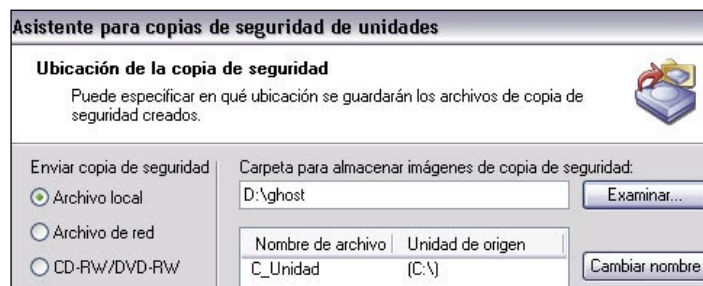 Asistente para copias de seguridad de unidades
Ubicación de la copia de seguridad
Puede especificar en qué ubicación se guardarán los archivos de copia de
seguridad creados.
Enviar copia de seguridad
Archivo local
Archivo de red
CD-RW/DVD-RW
Carpeta para almacenar imágenes de copia de seguridad:
D:\ghost
Examinar...
Nombre de archivo Unidad de origen
C_Unidad (C:\)
Cambiar nombre